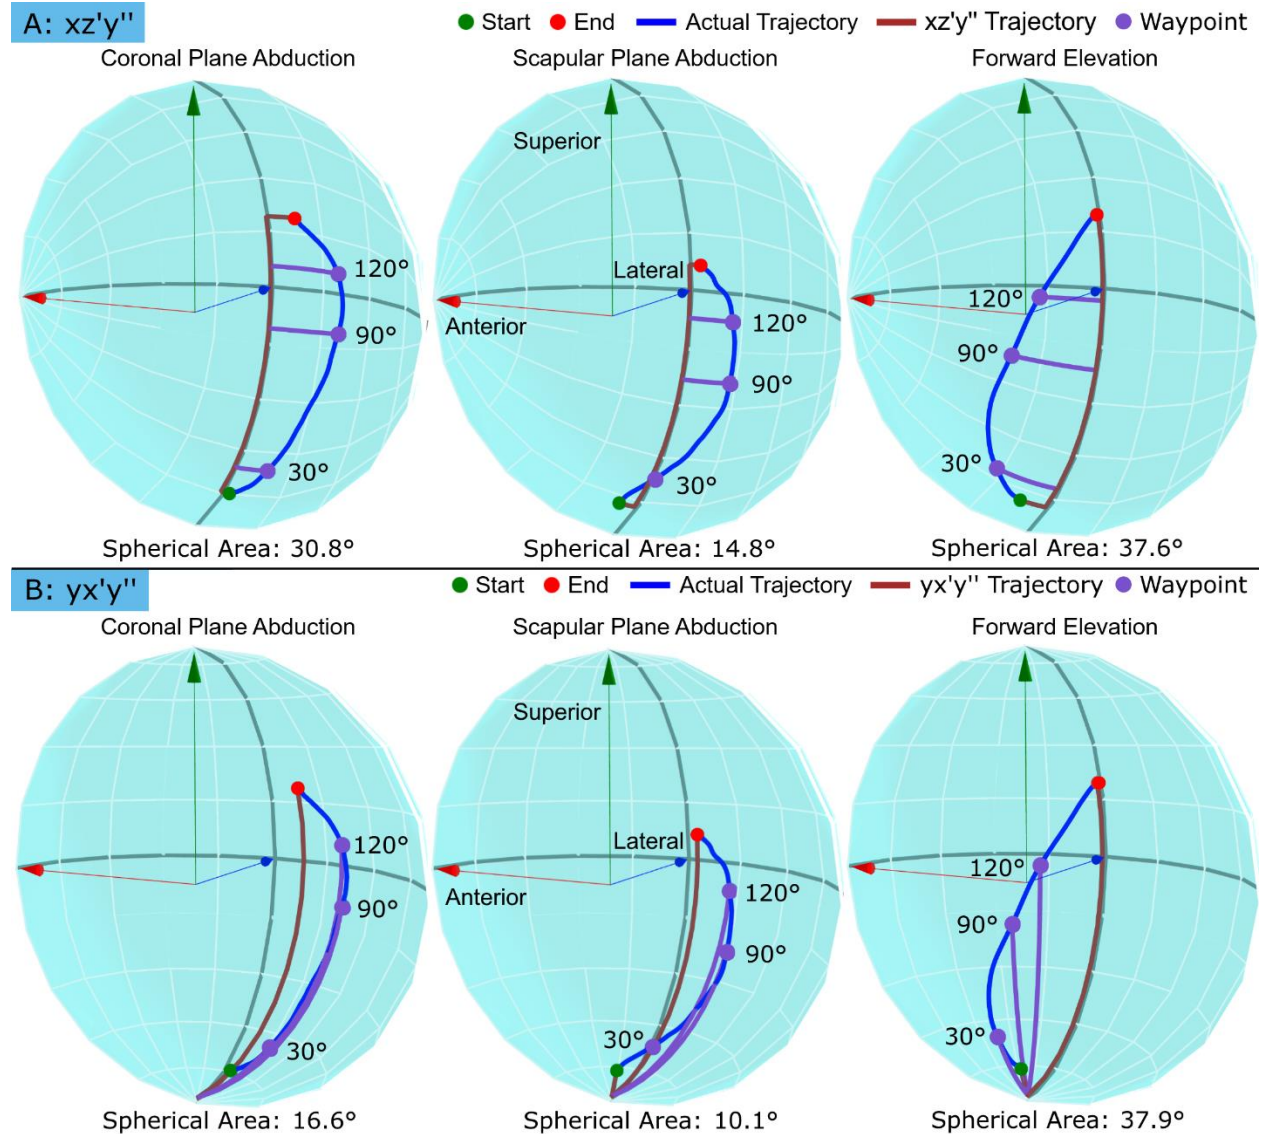 A: xz'y''
Start End Actual Trajectory xz'y'' Trajectory Waypoint
Coronal Plane Abduction Scapular Plane Abduction Forward Elevation
Superior
Lateral
Anterior
120°
90°
30°
120°
90°
30°
120°
90°
30°
Spherical Area: 30.8° Spherical Area: 14.8° Spherical Area: 37.6°
B: yx'y''
Start End Actual Trajectory yx'y'' Trajectory Waypoint
Coronal Plane Abduction Scapular Plane Abduction Forward Elevation
Superior
Lateral
Anterior
120°
90°
30°
120°
90°
30°
120°
90°
30°
Spherical Area: 16.6° Spherical Area: 10.1° Spherical Area: 37.9°